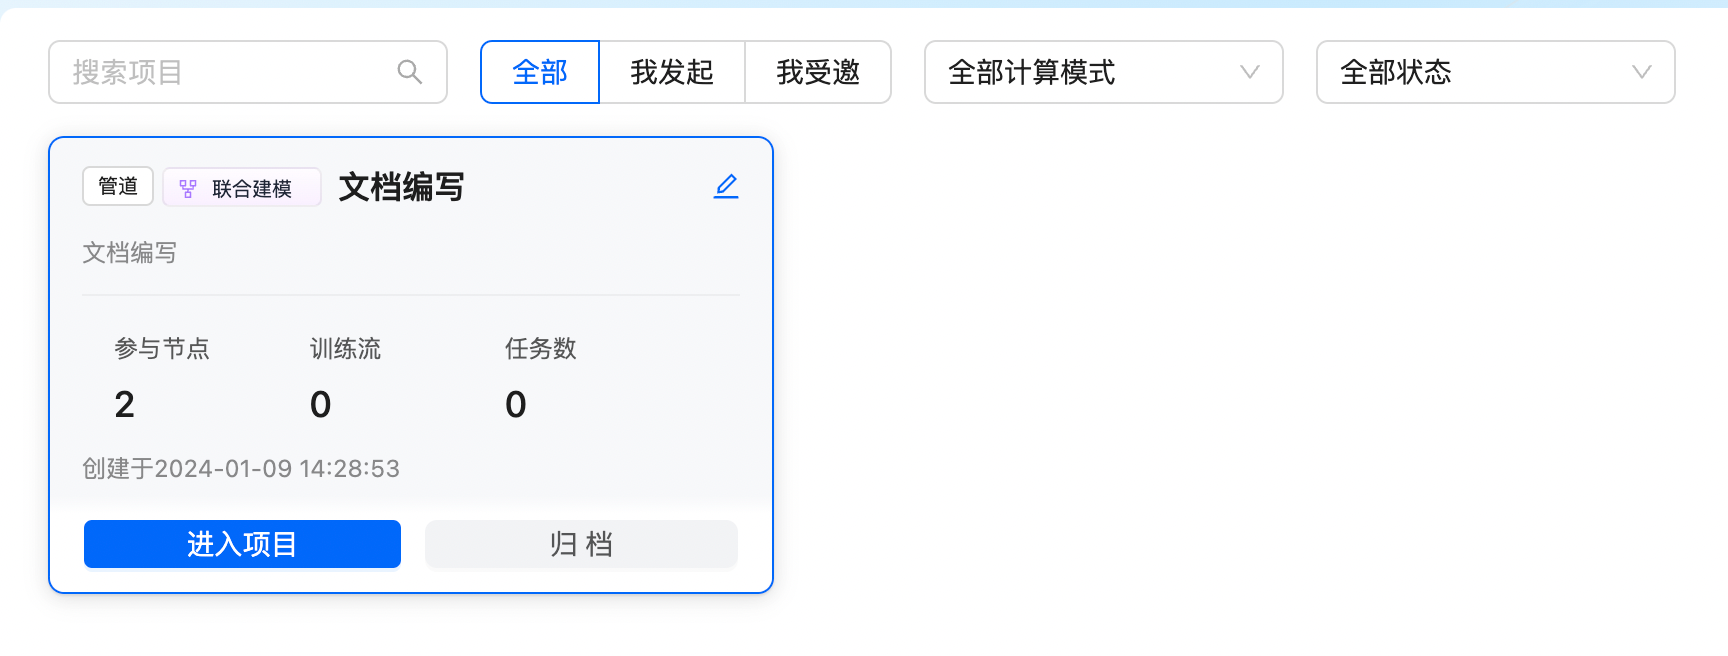 搜索项目 全部 我发起 我受邀 全部计算模式 全部状态
管道 联合建模 文档编写
文档编写
参与节点 训练流 任务数
2 0 0
创建于2024-01-09 14:28:53
进入项目 归 档